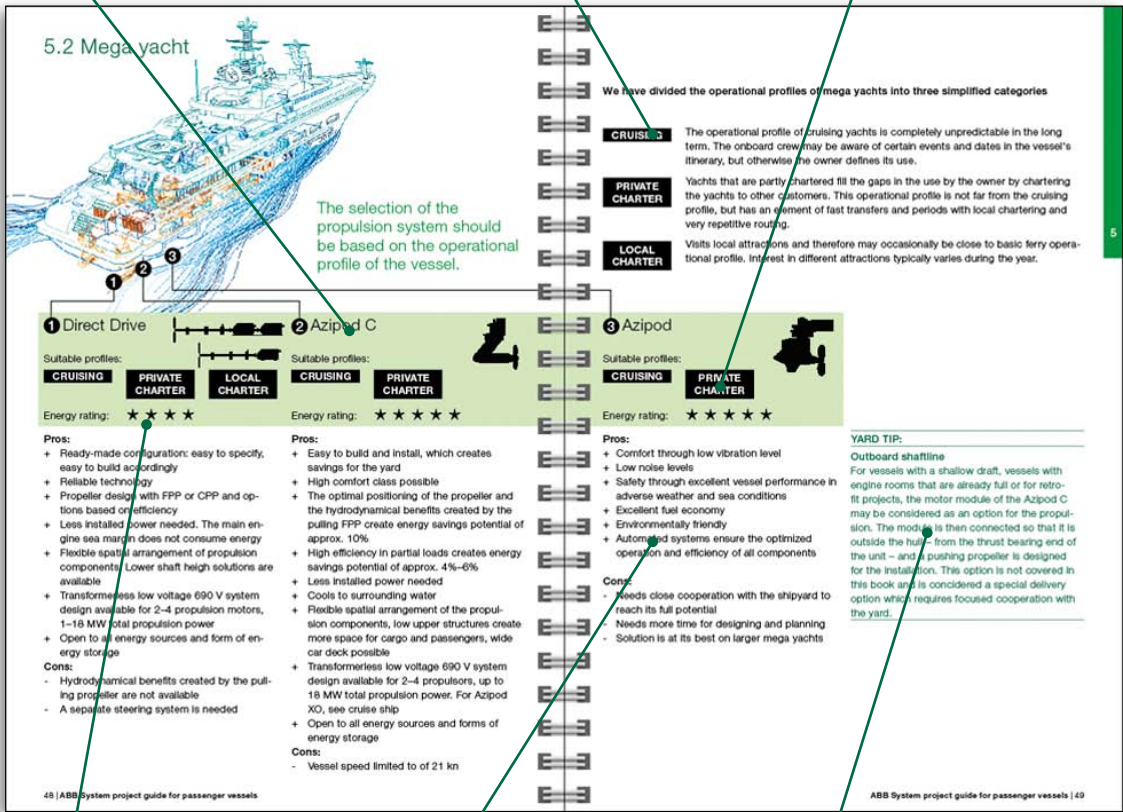 5.2 Mega yacht
The selection of the
propulsion system should
be based on the operational
profile of the vessel.
1
2
3
1 Direct Drive
Suitable profiles:
CRUISING
PRIVATE
CHARTER
LOCAL
CHARTER
Energy rating: ★ ★ ★ ★
Pros:
+ Ready-made configuration: easy to specify,
easy to build accordingly
+ Reliable technology
+ Propeller design with FPP or CPP and op-
tions based on efficiency
+ Less installed power needed. The main en-
gine sea margin does not consume energy
+ Flexible spatial arrangement of propulsion
components. Lower shaft heigh solutions are
available
+ Transformerless low voltage 690 V system
design available for 2–4 propulsion motors,
1–18 MW total propulsion power
+ Open to all energy sources and form of en-
ergy storage
Cons:
- Hydrodynamical benefits created by the pull-
ing propeller are not available
- A separate steering system is needed
2 Azipod C
Suitable profiles:
CRUISING
PRIVATE
CHARTER
Energy rating: ★ ★ ★ ★ ★
Pros:
+ Easy to build and install, which creates
savings for the yard
+ High comfort class possible
+ The optimal positioning of the propeller and
the hydrodynamical benefits created by the
pulling FPP create energy savings potential of
approx. 10%
+ High efficiency in partial loads creates energy
savings potential of approx. 4%–6%
+ Less installed power needed
+ Cools to surrounding water
+ Flexible spatial arrangement of the propul-
sion components, low upper structures create
more space for cargo and passengers, wide
car deck possible
+ Transformerless low voltage 690 V system
design available for 2–4 propulsors, up to
18 MW total propulsion power. For Azipod
XO, see cruise ship
+ Open to all energy sources and forms of
energy storage
Cons:
- Vessel speed limited to of 21 kn
48 | ABB System project guide for passenger vessels
We have divided the operational profiles of mega yachts into three simplified categories
CRUISING
The operational profile of cruising yachts is completely unpredictable in the long
term. The onboard crew may be aware of certain events and dates in the vessel's
itinerary, but otherwise the owner defines its use.
PRIVATE
CHARTER
Yachts that are partly chartered fill the gaps in the use by the owner by chartering
the yachts to other customers. This operational profile is not far from the cruising
profile, but has an element of fast transfers and periods with local chartering and
very repetitive routing.
LOCAL
CHARTER
Visits local attractions and therefore may occasionally be close to basic ferry opera-
tional profile. Interest in different attractions typically varies during the year.
5
3 Azipod
Suitable profiles:
CRUISING
PRIVATE
CHARTER
Energy rating: ★ ★ ★ ★ ★
Pros:
+ Comfort through low vibration level
+ Low noise levels
+ Safety through excellent vessel performance in
adverse weather and sea conditions
+ Excellent fuel economy
+ Environmentally friendly
+ Automated systems ensure the optimized
operation and efficiency of all components
Cons:
- Needs close cooperation with the shipyard to
reach its full potential
- Needs more time for designing and planning
- Solution is at its best on larger mega yachts
YARD TIP:
Outboard shaftline
For vessels with a shallow draft, vessels with
engine rooms that are already full or for retro-
fit projects, the motor module of the Azipod C
may be considered as an option for the propul-
sion. The module is then connected so that it is
outside the hull – from the thrust bearing end of
the unit – and a pushing propeller is designed
for the installation. This option is not covered in
this book and is concidered a special delivery
option which requires focused cooperation with
the yard.
ABB System project guide for passenger vessels | 49